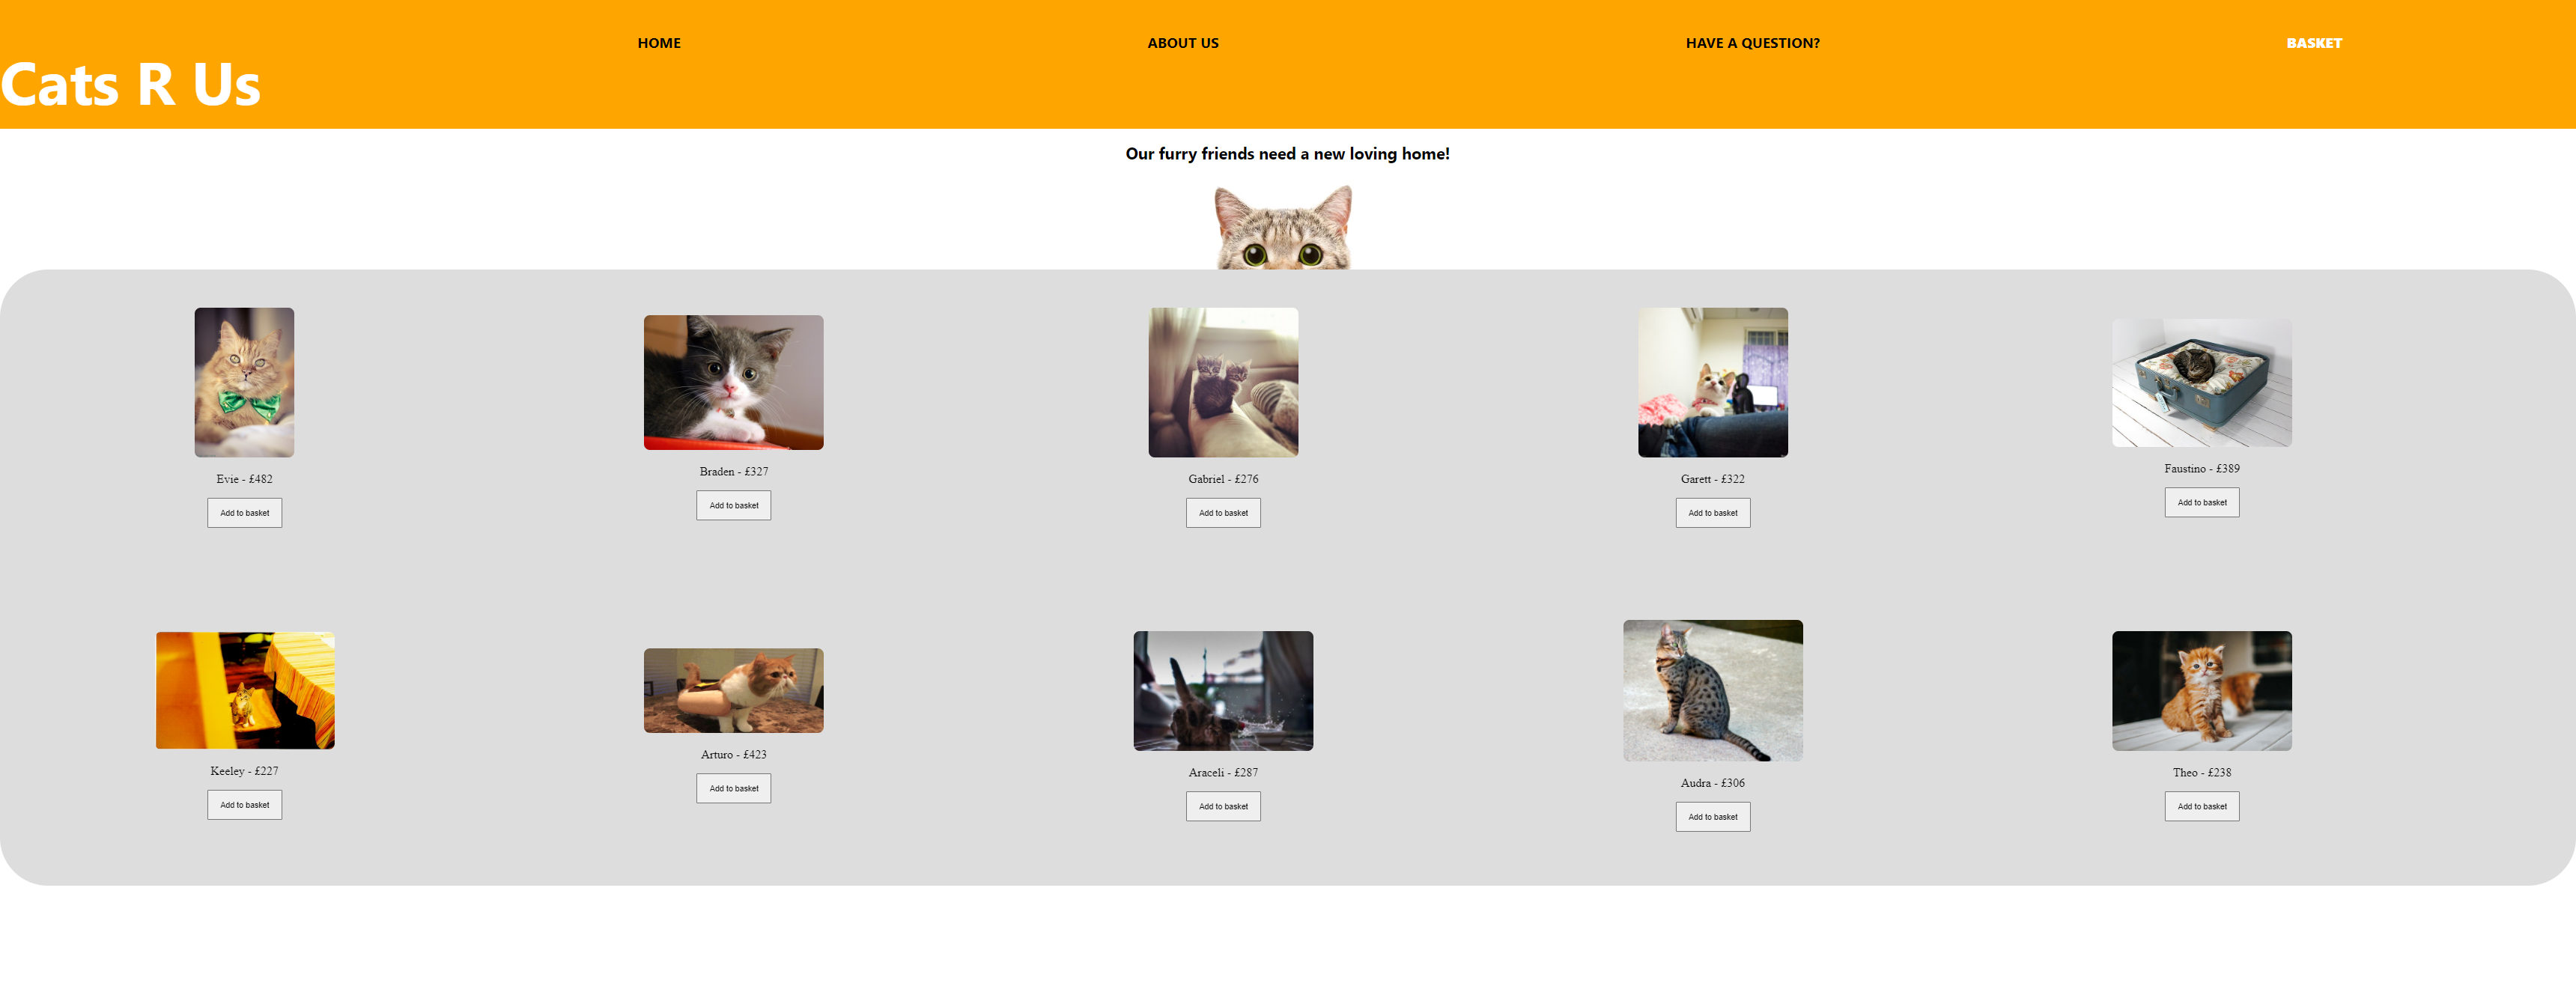 HOME
ABOUT US
HAVE A QUESTION?
BASKET
Cats R Us
Our furry friends need a new loving home!
Evie - £482
Add to basket
Braden - £327
Add to basket
Gabriel - £276
Add to basket
Garett - £322
Add to basket
Faustino - £389
Add to basket
Keeley - £227
Add to basket
Arturo - £423
Add to basket
Araceli - £287
Add to basket
Audra - £306
Add to basket
Theo - £238
Add to basket